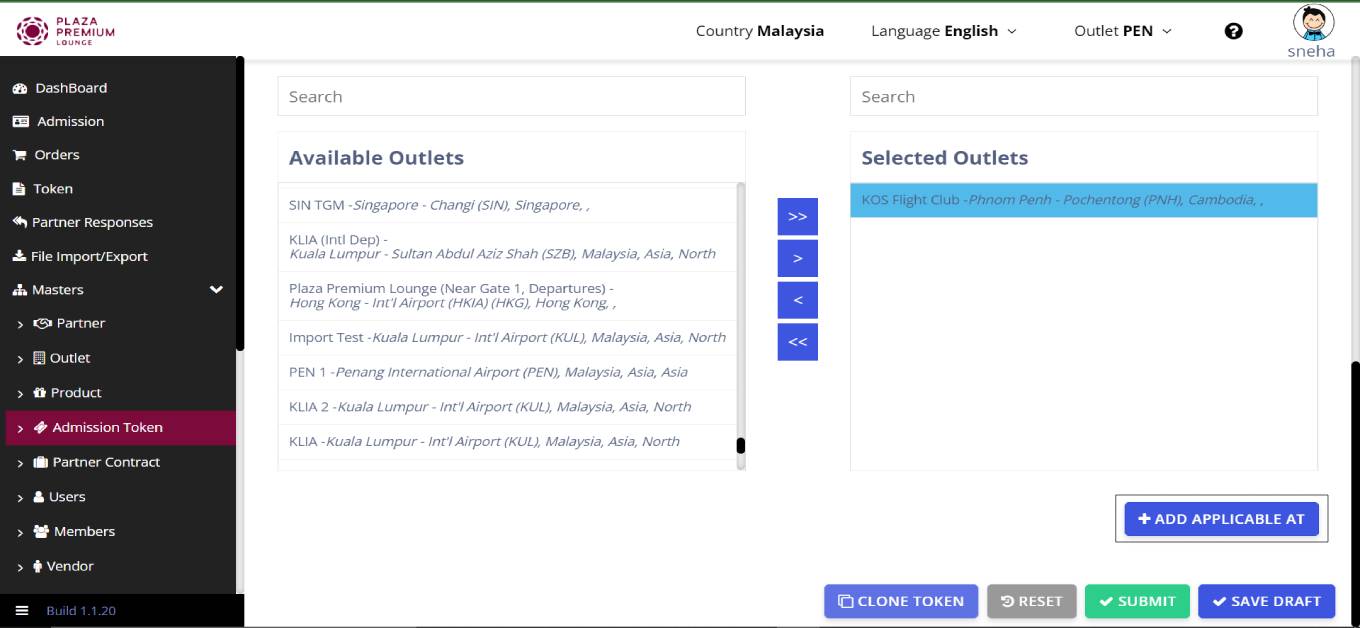 PLAZA
PREMIUM
LOUNGE
Country Malaysia
Language English
Outlet PEN
sneha
DashBoard
Admission
Orders
Token
Partner Responses
File Import/Export
Masters
Partner
Outlet
Product
Admission Token
Partner Contract
Users
Members
Vendor
Build 1.1.20
Search
Available Outlets
SIN TGM -Singapore - Changi (SIN), Singapore, ,
KLIA (Intl Dep) -
Kuala Lumpur - Sultan Abdul Aziz Shah (SZB), Malaysia, Asia, North
Plaza Premium Lounge (Near Gate 1, Departures) -
Hong Kong - Int'l Airport (HKIA) (HKG), Hong Kong, ,
Import Test -Kuala Lumpur - Int'l Airport (KUL), Malaysia, Asia, North
PEN 1 -Penang International Airport (PEN), Malaysia, Asia, Asia
KLIA 2 -Kuala Lumpur - Int'l Airport (KUL), Malaysia, Asia, North
KLIA -Kuala Lumpur - Int'l Airport (KUL), Malaysia, Asia, North
>>
>
<
<<
Search
Selected Outlets
KOS Flight Club -Phnom Penh - Pochentong (PNH), Cambodia, ,
+ ADD APPLICABLE AT
CLONE TOKEN
RESET
SUBMIT
SAVE DRAFT